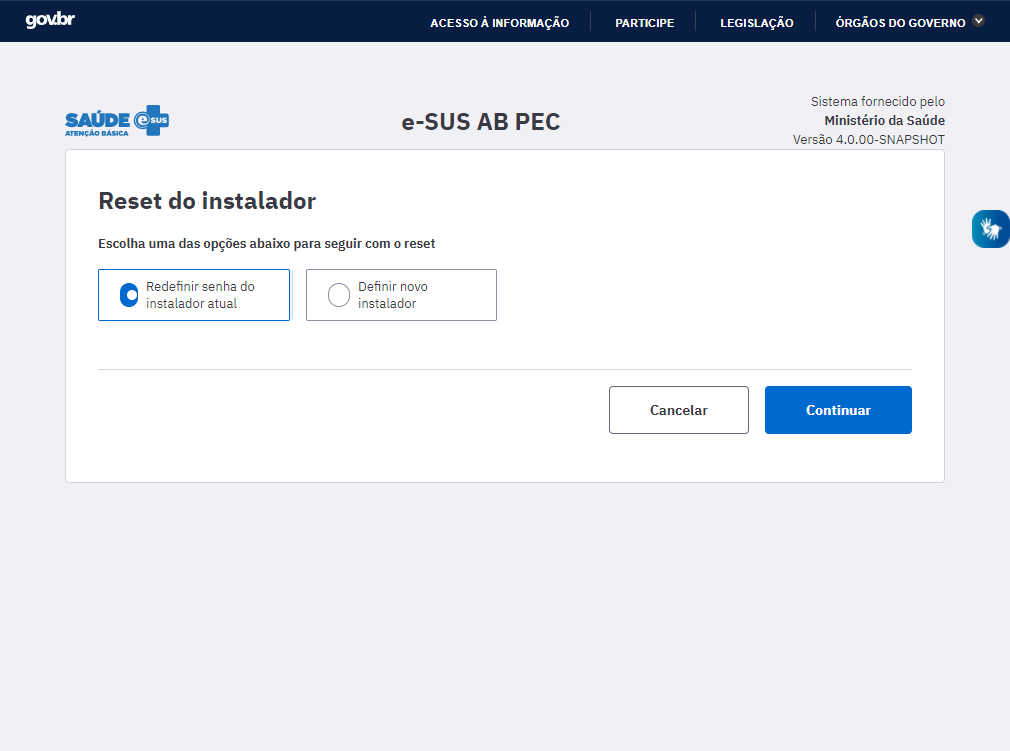 gov.br
ACESSO À INFORMAÇÃO
PARTICIPE
LEGISLAÇÃO
ÓRGÃOS DO GOVERNO
SAÚDE e-SUS
ATENÇÃO BÁSICA
e-SUS AB PEC
Sistema fornecido pelo
Ministério da Saúde
Versão 4.0.00-SNAPSHOT
Reset do instalador
Escolha uma das opções abaixo para seguir com o reset
Redefinir senha do
instalador atual
Definir novo
instalador
Cancelar
Continuar